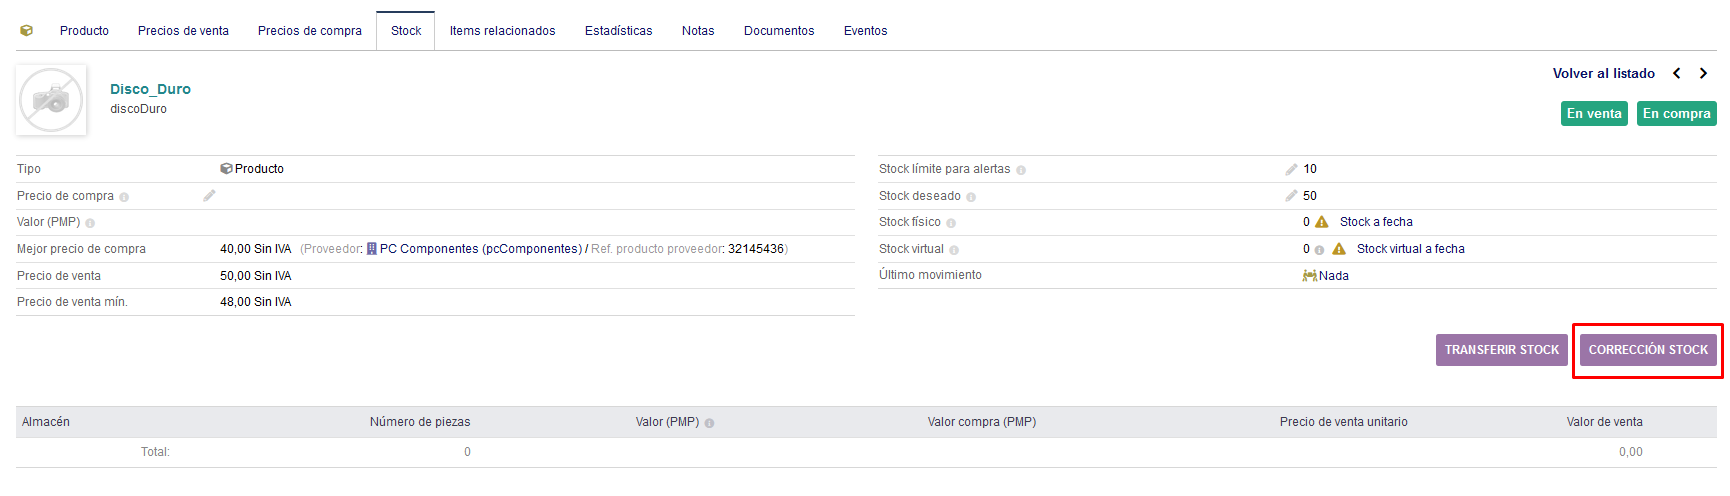 Producto Precios de venta Precios de compra Stock Items relacionados Estadísticas Notas Documentos Eventos
Volver al listado
Disco_Duro
discoDuro
En venta En compra
Tipo Producto
Precio de compra
Valor (PMP)
Mejor precio de compra 40,00 Sin IVA (Proveedor: PC Componentes (pcComponentes) / Ref. producto proveedor: 32145436)
Precio de venta 50,00 Sin IVA
Precio de venta mín. 48,00 Sin IVA
Stock límite para alertas 10
Stock deseado 50
Stock físico 0 Stock a fecha
Stock virtual 0 Stock virtual a fecha
Último movimiento Nada
TRANSFERIR STOCK CORRECCIÓN STOCK
Almacén Número de piezas Valor (PMP) Valor compra (PMP) Precio de venta unitario Valor de venta
Total: 0 0,00